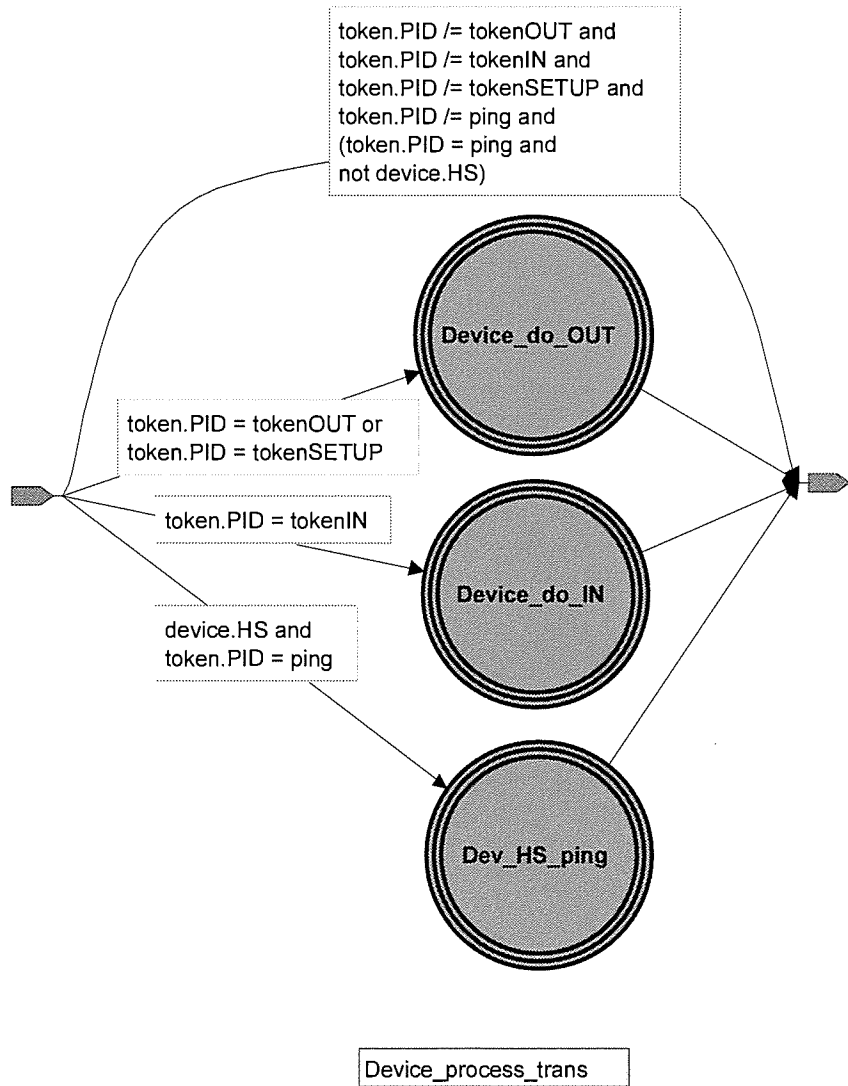 token.PID /= tokenOUT and
token.PID /= tokenIN and
token.PID /= tokenSETUP and
token.PID /= ping and
(token.PID = ping and
not device.HS)
Device_do_OUT
token.PID = tokenOUT or
token.PID = tokenSETUP
token.PID = tokenIN
Device_do_IN
device.HS and
token.PID = ping
Dev_HS_ping
Device_process_trans